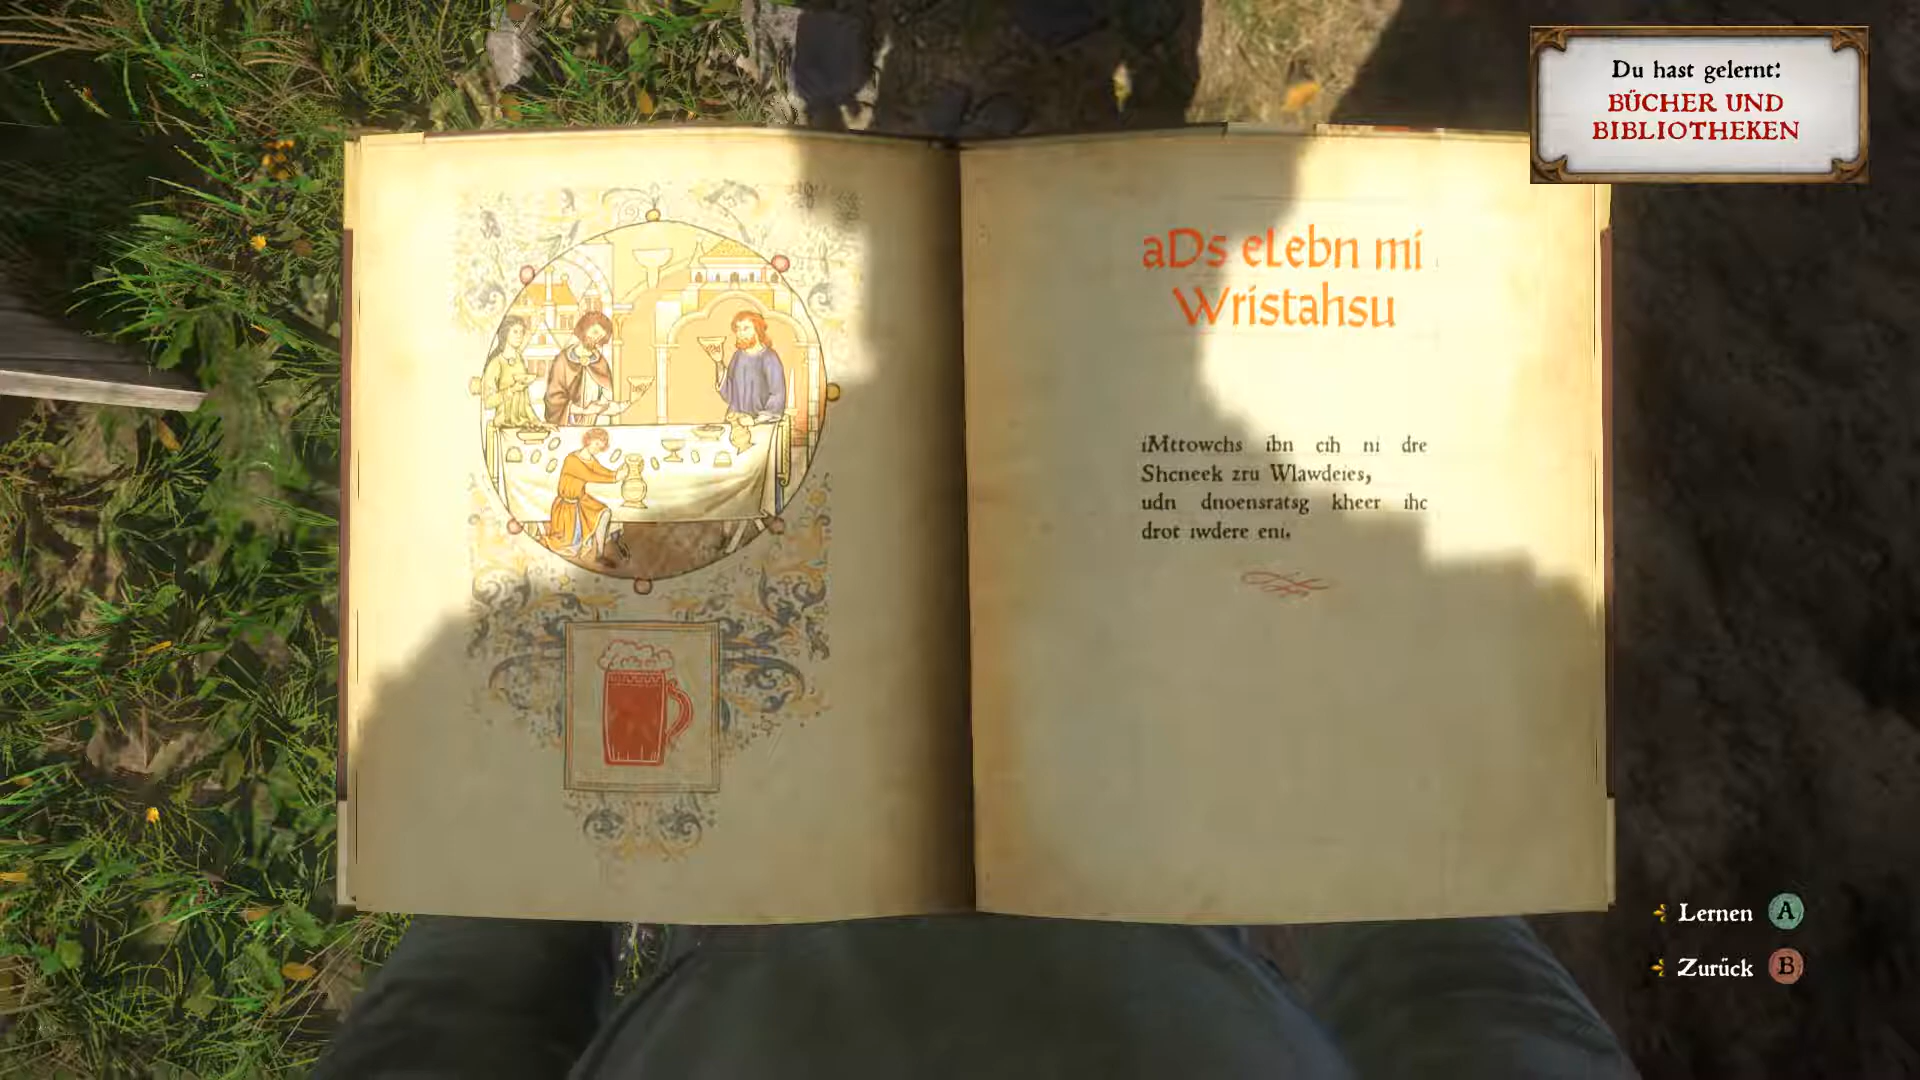 Du hast gelernt:
BÜCHER UND
BIBLIOTHEKEN
aDs eLebn mi
Wristahsu
iMttowchs ibn cih ni dre
Shcneek zru Wlawdeies,
udn dnoensratsg kheer ihc
drot iwdere eni.
Lernen A
Zurück B